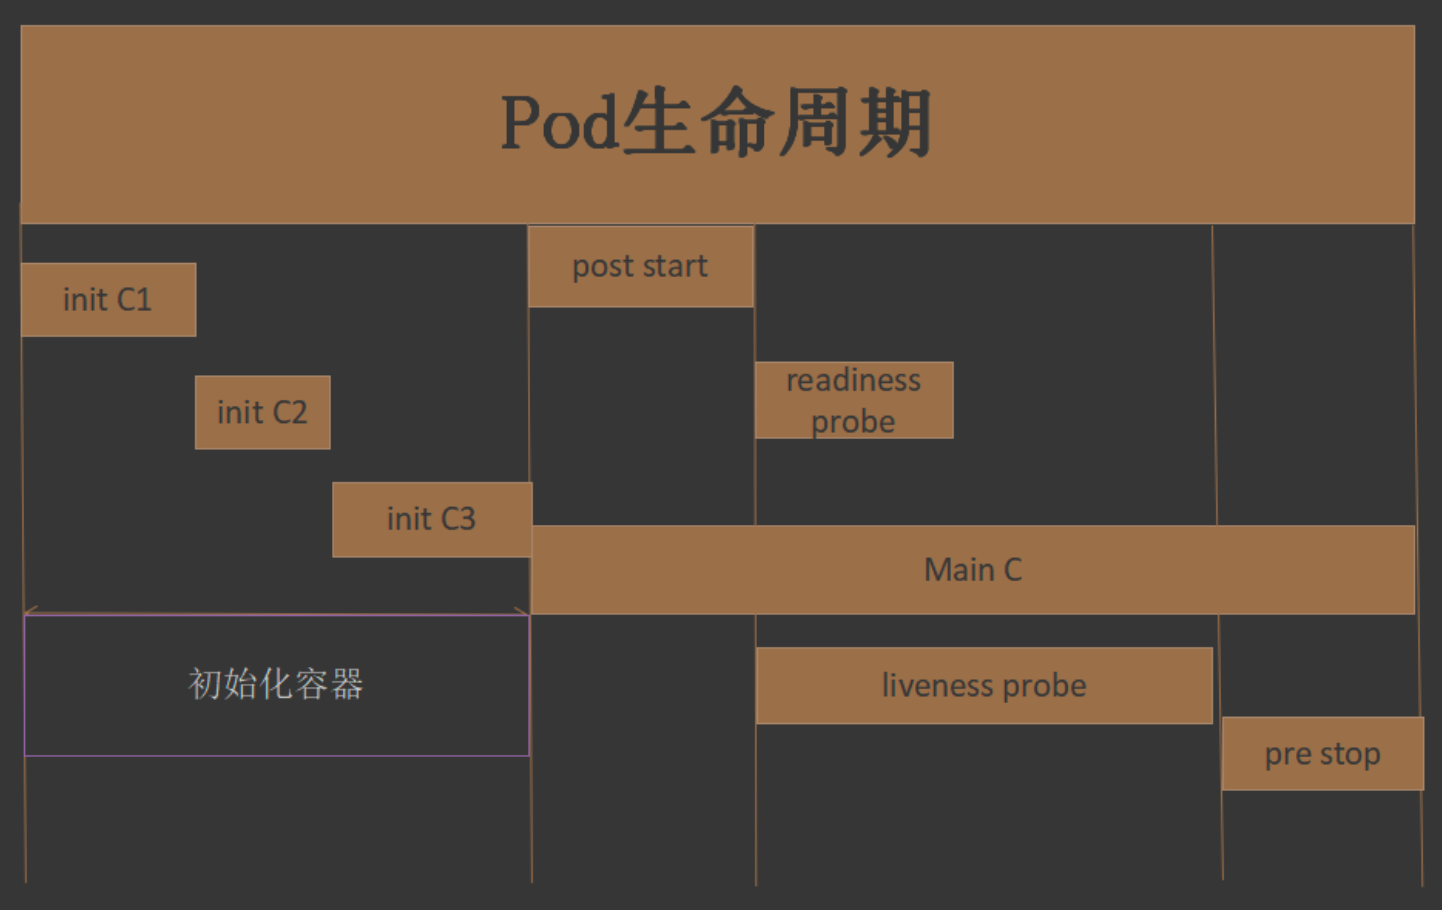 Pod生命周期
post start
init C1
readiness
probe
init C2
init C3
Main C
初始化容器
liveness probe
pre stop